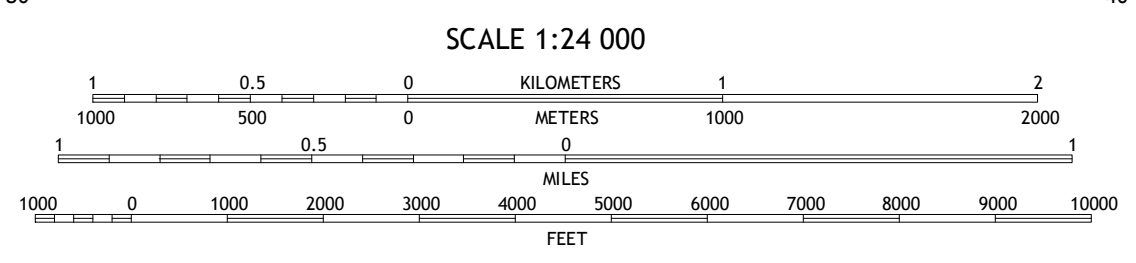 SCALE 1:24 000
1 0.5 0 KILOMETERS 1 2
1000 500 0 METERS 1000 2000
1 0.5 0 1
MILES
1000 0 1000 2000 3000 4000 5000 6000 7000 8000 9000 10000
FEET